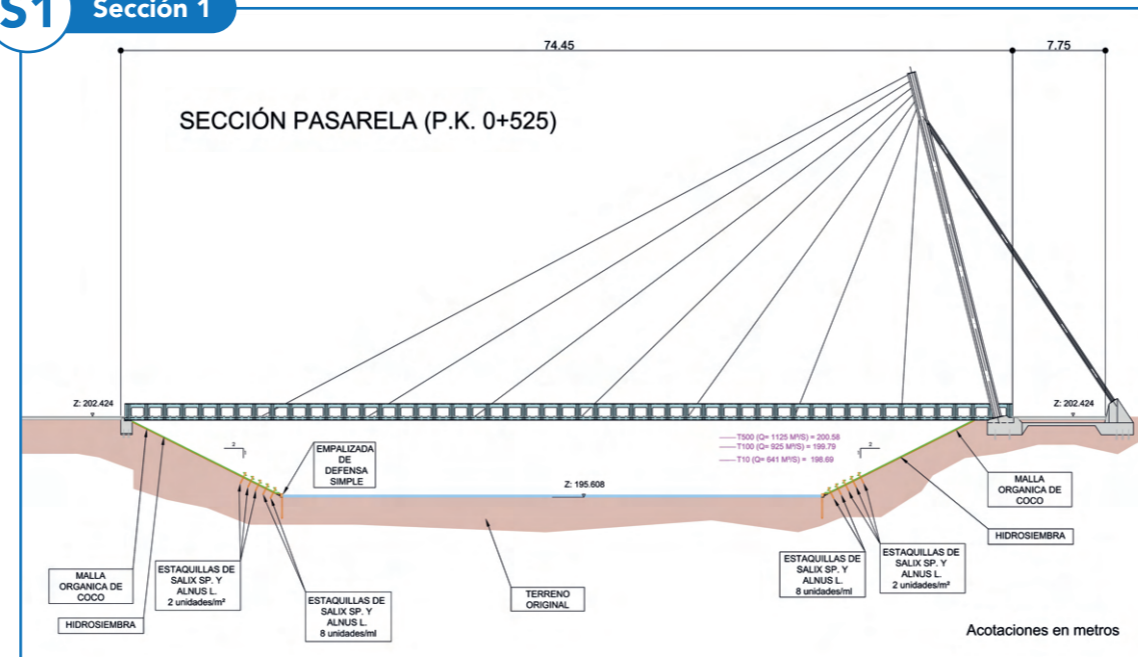 S1 Sección 1
74.45
7.75
SECCIÓN PASARELA (P.K. 0+525)
Z: 202.424
Z: 202.424
T500 (Q= 1125 M³/S) = 200.58
T100 (Q= 925 M³/S) = 199.79
T10 (Q= 641 M³/S) = 198.69
2
1
2
1
EMPALIZADA
DE
DEFENSA
SIMPLE
Z: 195.608
MALLA
ORGANICA DE
COCO
HIDROSIEMBRA
ESTAQUILLAS DE
SALIX SP. Y
ALNUS L.
2 unidades/m²
ESTAQUILLAS DE
SALIX SP. Y
ALNUS L.
8 unidades/ml
TERRENO
ORIGINAL
ESTAQUILLAS DE
SALIX SP. Y
ALNUS L.
8 unidades/ml
ESTAQUILLAS DE
SALIX SP. Y
ALNUS L.
2 unidades/m²
MALLA
ORGANICA DE
COCO
HIDROSIEMBRA
Acotaciones en metros